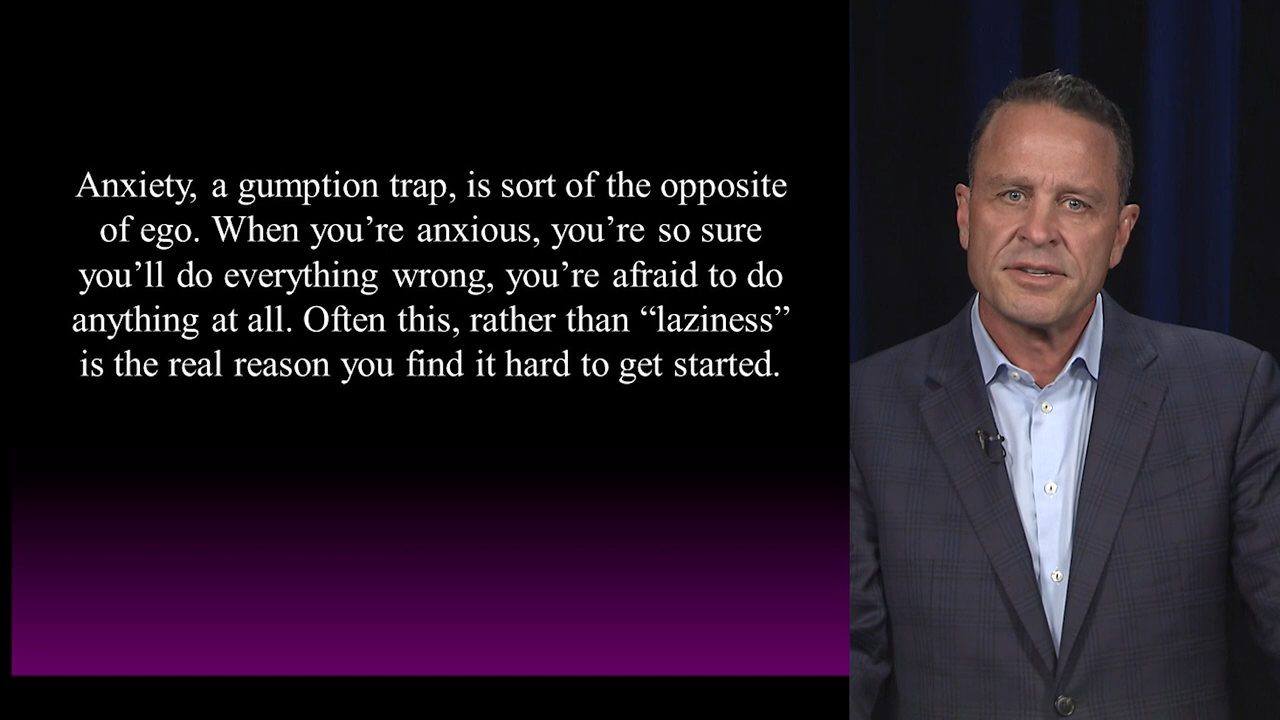 Anxiety, a gumption trap, is sort of the opposite
of ego. When you’re anxious, you’re so sure
you’ll do everything wrong, you’re afraid to do
anything at all. Often this, rather than “laziness”
is the real reason you find it hard to get started.